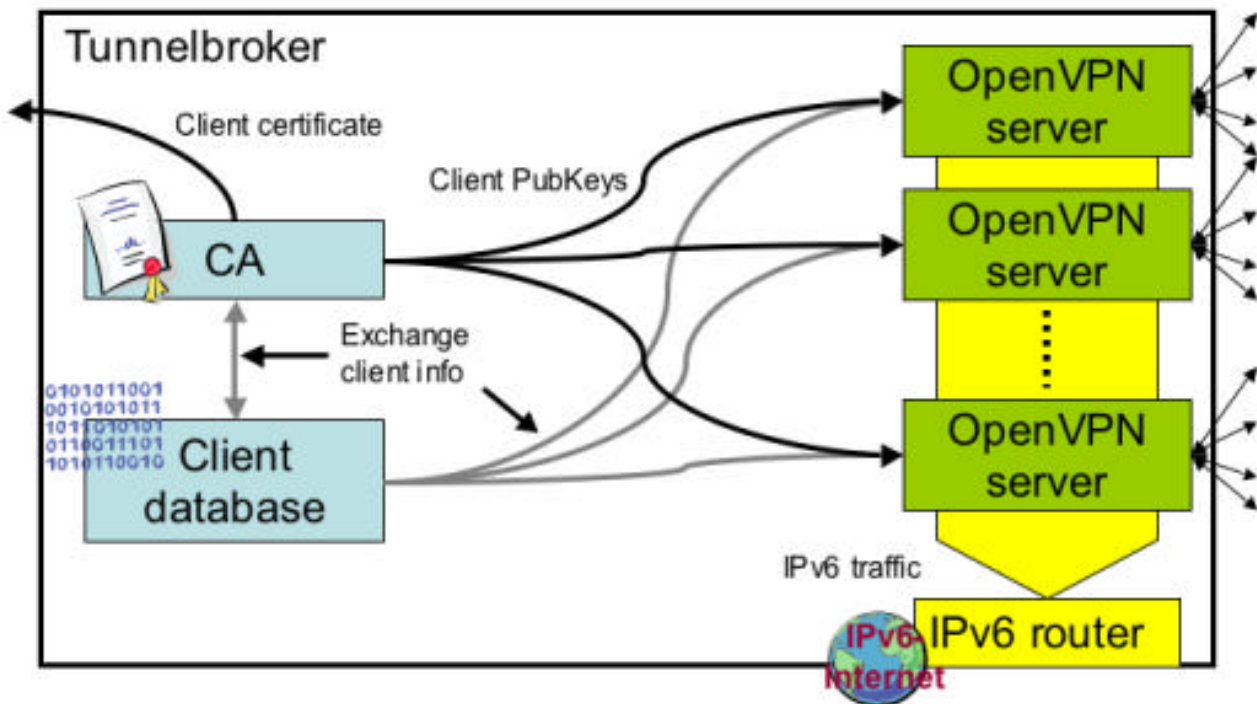 Tunnelbroker
Client certificate
Client PubKeys
CA
Exchange
client info
0101011001
0010101011
1011010101
0110011101
1010110010
Client
database
OpenVPN
server
OpenVPN
server
OpenVPN
server
IPv6 traffic
IPv6 router
IPv6-
Internet